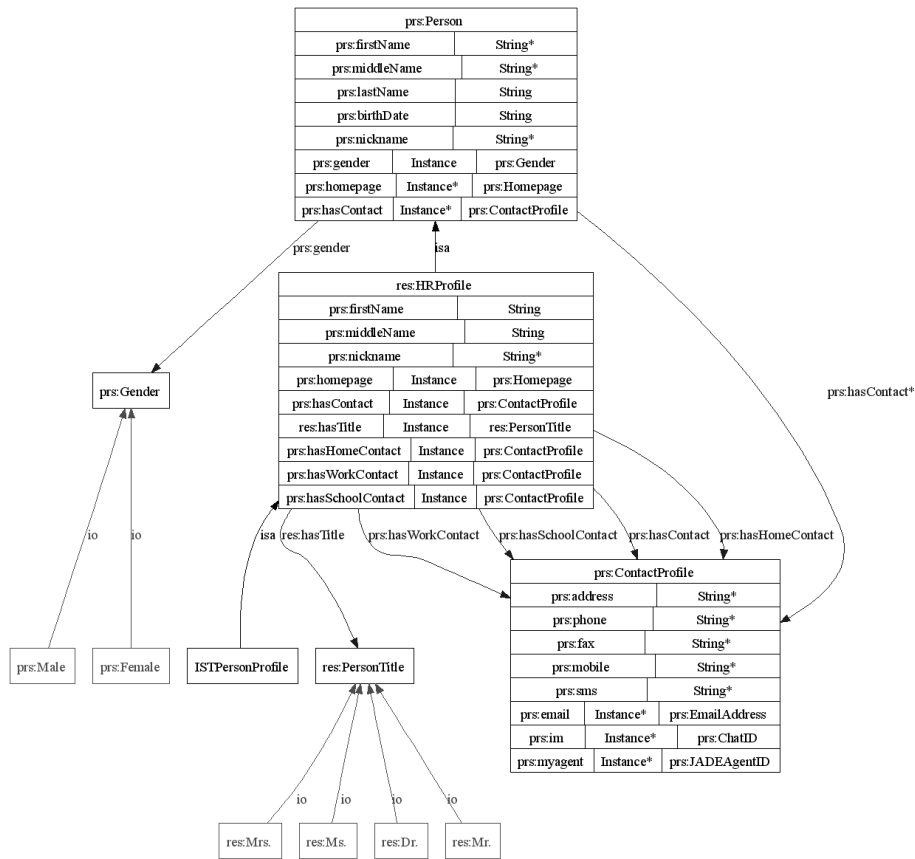 prs:Person
prs:firstName String*
prs:middleName String*
prs:lastName String
prs:birthDate String
prs:nickname String*
prs:gender Instance prs:Gender
prs:homepage Instance* prs:Homepage
prs:hasContact Instance* prs:ContactProfile
prs:gender
isa
res:HRProfile
prs:firstName String
prs:middleName String
prs:nickname String*
prs:homepage Instance prs:Homepage
prs:hasContact Instance prs:ContactProfile
res:hasTitle Instance res:PersonTitle
prs:hasHomeContact Instance prs:ContactProfile
prs:hasWorkContact Instance prs:ContactProfile
prs:hasSchoolContact Instance prs:ContactProfile
prs:Gender
prs:hasContact*
io io isa res:hasTitle prs:hasWorkContact prs:hasSchoolContact prs:hasContact prs:hasHomeContact
prs:ContactProfile
prs:address String*
prs:phone String*
prs:fax String*
prs:mobile String*
prs:sms String*
prs:email Instance* prs:EmailAddress
prs:im Instance* prs:ChatID
prs:myagent Instance* prs:JADEAgentID
prs:Male prs:Female ISTPersonProfile res:PersonTitle
io io io io
res:Mrs. res:Ms. res:Dr. res:Mr.